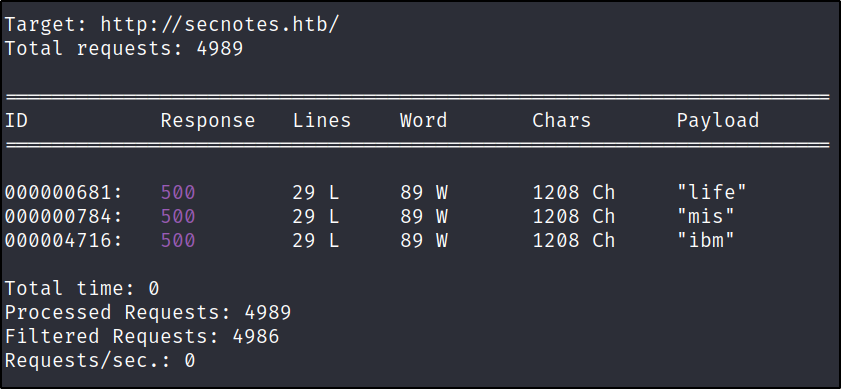 Target: http://secnotes.htb/
Total requests: 4989
===================================================================
ID Response Lines Word Chars Payload
===================================================================
000000681: 500 29 L 89 W 1208 Ch "life"
000000784: 500 29 L 89 W 1208 Ch "mis"
000004716: 500 29 L 89 W 1208 Ch "ibm"
Total time: 0
Processed Requests: 4989
Filtered Requests: 4986
Requests/sec.: 0